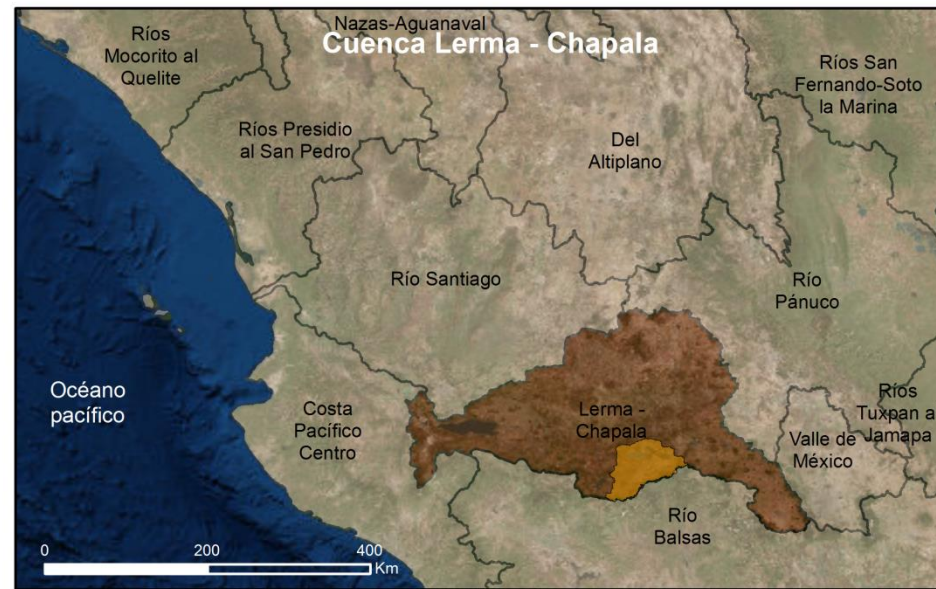 Nazas-Aguanaval
Cuenca Lerma - Chapala
Ríos
Mocorito al
Quelite
Ríos San
Fernando-Soto
la Marina
Ríos Presidio
al San Pedro
Del
Altiplano
Río Santiago
Río
Pánuco
Océano
pacífico
Costa
Pacífico
Centro
Lerma -
Chapala
Valle de
México
Ríos
Tuxpan a
Jamapa
Río
Balsas
0 200 400
Km